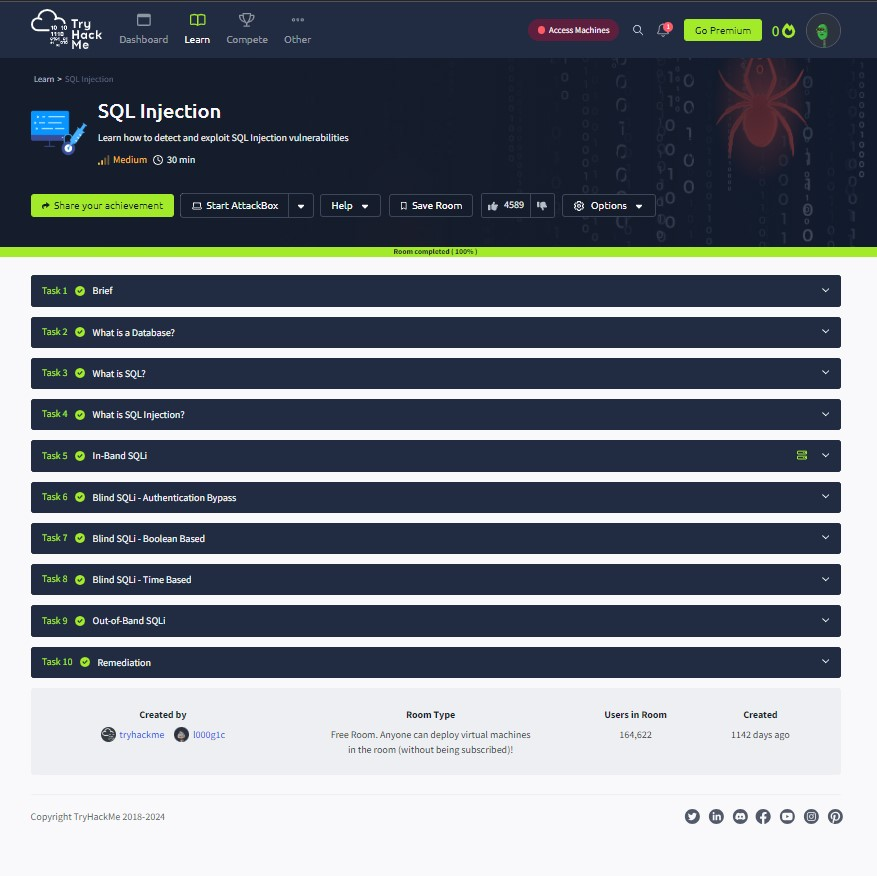 Try
Hack
Me
Dashboard
Learn
Compete
Other
Access Machines
1
Go Premium
0
Learn > SQL Injection
SQL Injection
Learn how to detect and exploit SQL Injection vulnerabilities
Medium 30 min
Share your achievement
Start AttackBox
Help
Save Room
4589
Options
Room completed ( 100% )
Task 1 Brief
Task 2 What is a Database?
Task 3 What is SQL?
Task 4 What is SQL Injection?
Task 5 In-Band SQLi
Task 6 Blind SQLi - Authentication Bypass
Task 7 Blind SQLi - Boolean Based
Task 8 Blind SQLi - Time Based
Task 9 Out-of-Band SQLi
Task 10 Remediation
Created by
tryhackme l000g1c
Room Type
Free Room. Anyone can deploy virtual machines
in the room (without being subscribed)!
Users in Room
164,622
Created
1142 days ago
Copyright TryHackMe 2018-2024